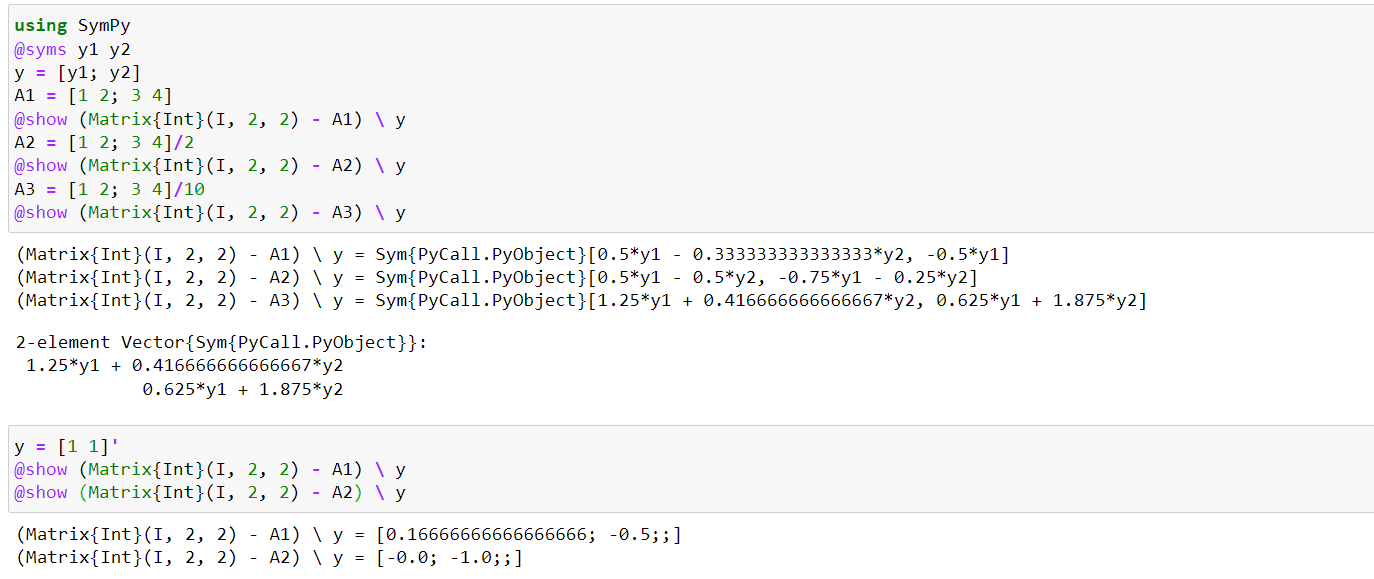 using SymPy
@syms y1 y2
y = [y1; y2]
A1 = [1 2; 3 4]
@show (Matrix{Int}(I, 2, 2) - A1) \ y
A2 = [1 2; 3 4]/2
@show (Matrix{Int}(I, 2, 2) - A2) \ y
A3 = [1 2; 3 4]/10
@show (Matrix{Int}(I, 2, 2) - A3) \ y
(Matrix{Int}(I, 2, 2) - A1) \ y = Sym{PyCall.PyObject}[0.5*y1 - 0.333333333333333*y2, -0.5*y1]
(Matrix{Int}(I, 2, 2) - A2) \ y = Sym{PyCall.PyObject}[0.5*y1 - 0.5*y2, -0.75*y1 - 0.25*y2]
(Matrix{Int}(I, 2, 2) - A3) \ y = Sym{PyCall.PyObject}[1.25*y1 + 0.416666666666667*y2, 0.625*y1 + 1.875*y2]
2-element Vector{Sym{PyCall.PyObject}}:
1.25*y1 + 0.416666666666667*y2
0.625*y1 + 1.875*y2
y = [1 1]'
@show (Matrix{Int}(I, 2, 2) - A1) \ y
@show (Matrix{Int}(I, 2, 2) - A2) \ y
(Matrix{Int}(I, 2, 2) - A1) \ y = [0.16666666666666666; -0.5;;]
(Matrix{Int}(I, 2, 2) - A2) \ y = [-0.0; -1.0;;]